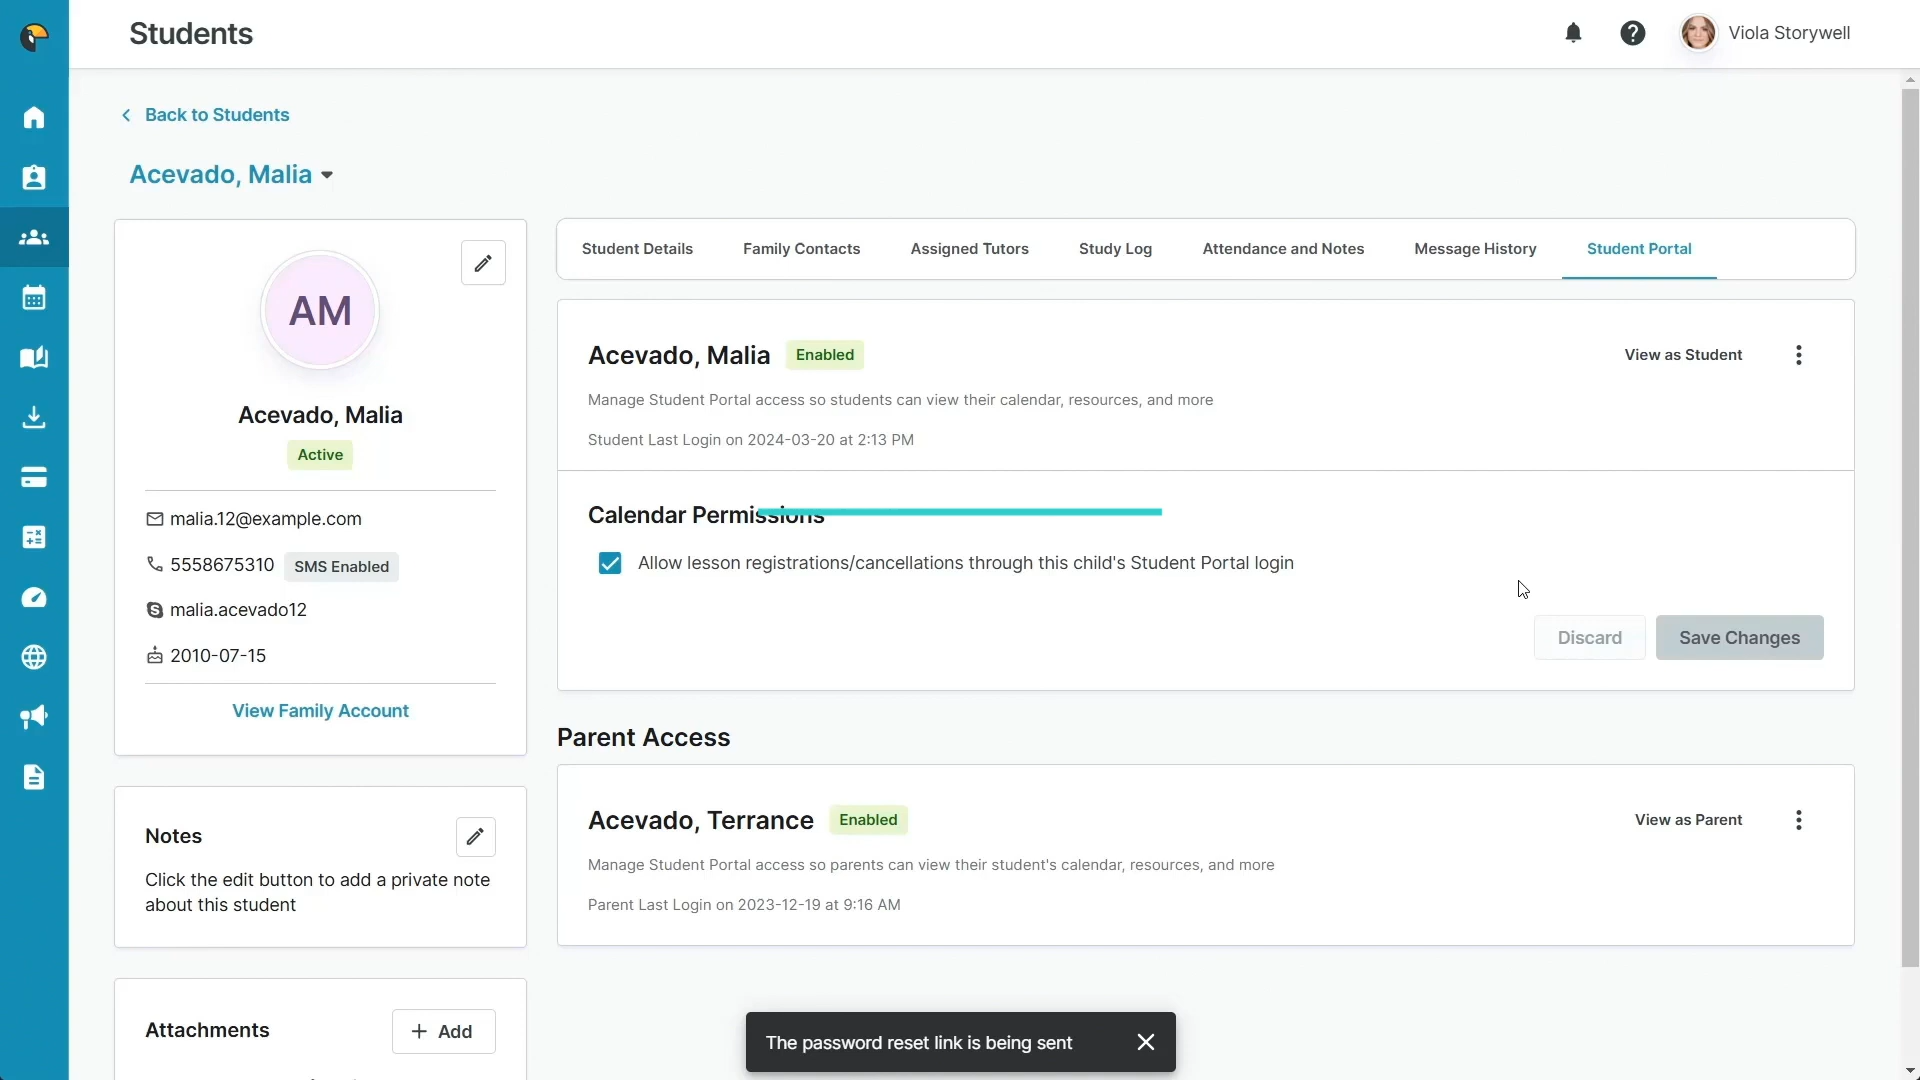 Students
Viola Storywell
Back to Students
Acevado, Malia
AM
Acevado, Malia
Active
malia.12@example.com
5558675310 SMS Enabled
malia.acevado12
2010-07-15
View Family Account
Notes
Click the edit button to add a private note
about this student
Attachments
Add
Student Details Family Contacts Assigned Tutors Study Log Attendance and Notes Message History Student Portal
Acevado, Malia Enabled View as Student
Manage Student Portal access so students can view their calendar, resources, and more
Student Last Login on 2024-03-20 at 2:13 PM
Calendar Permissions
Allow lesson registrations/cancellations through this child's Student Portal login
Discard Save Changes
Parent Access
Acevado, Terrance Enabled View as Parent
Manage Student Portal access so parents can view their student's calendar, resources, and more
Parent Last Login on 2023-12-19 at 9:16 AM
The password reset link is being sent